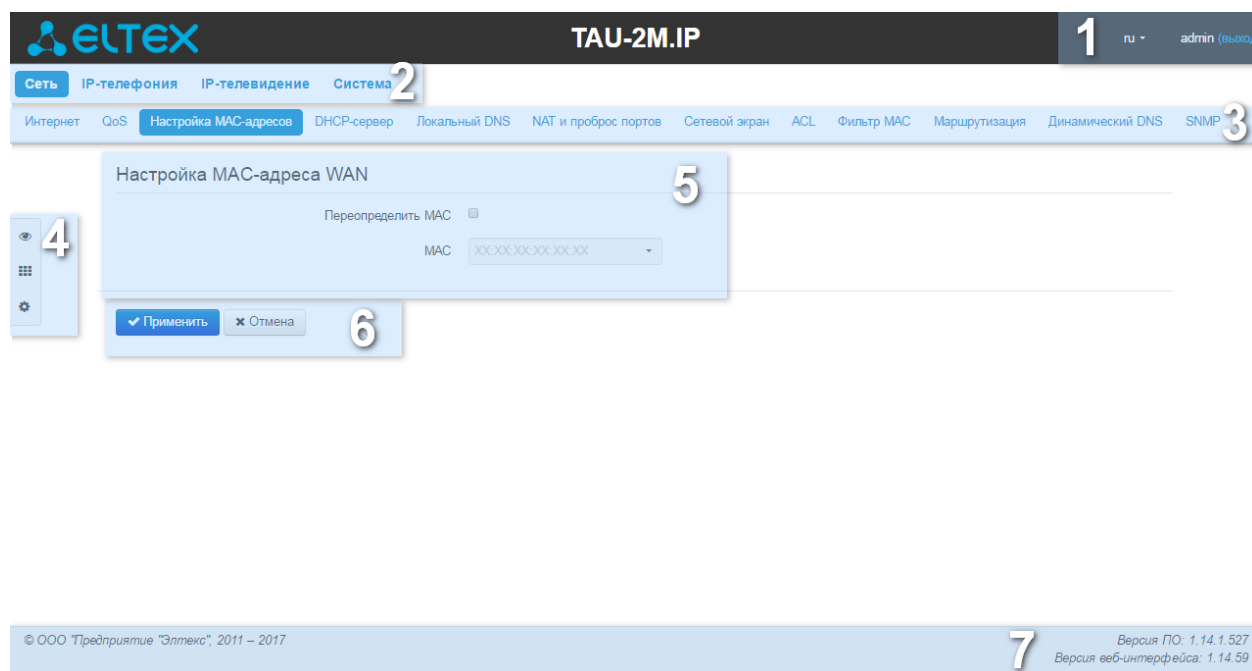 ELTEX TAU-2M.IP 1 ru admin (выход
Сеть IP-телефония IP-телевидение Система 2
Интернет QoS Настройка MAC-адресов DHCP-сервер Локальный DNS NAT и проброс портов Сетевой экран ACL Фильтр MAC Маршрутизация Динамический DNS SNMP 3
Настройка MAC-адреса WAN 5
Переопределить MAC
4
MAC XX:XX:XX:XX:XX:XX
Применить Отмена 6
© ООО "Предприятие "Элтекс", 2011 – 2017 7 Версия ПО: 1.14.1.527
Версия веб-интерфейса: 1.14.59